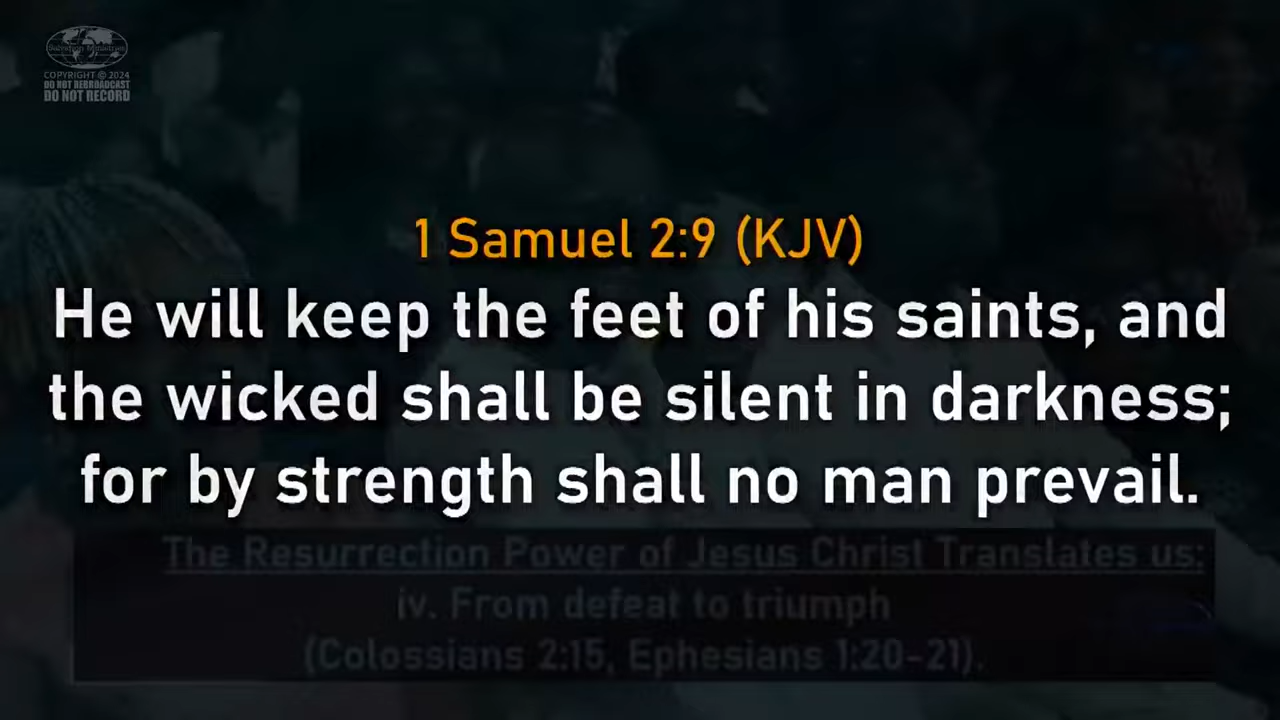 Salvation Ministries
COPYRIGHT © 2024
DO NOT REBROADCAST
DO NOT RECORD
1 Samuel 2:9 (KJV)
He will keep the feet of his saints, and
the wicked shall be silent in darkness;
for by strength shall no man prevail.
The Resurrection Power of Jesus Christ Translates us:
iv. From defeat to triumph
(Colossians 2:15, Ephesians 1:20-21).